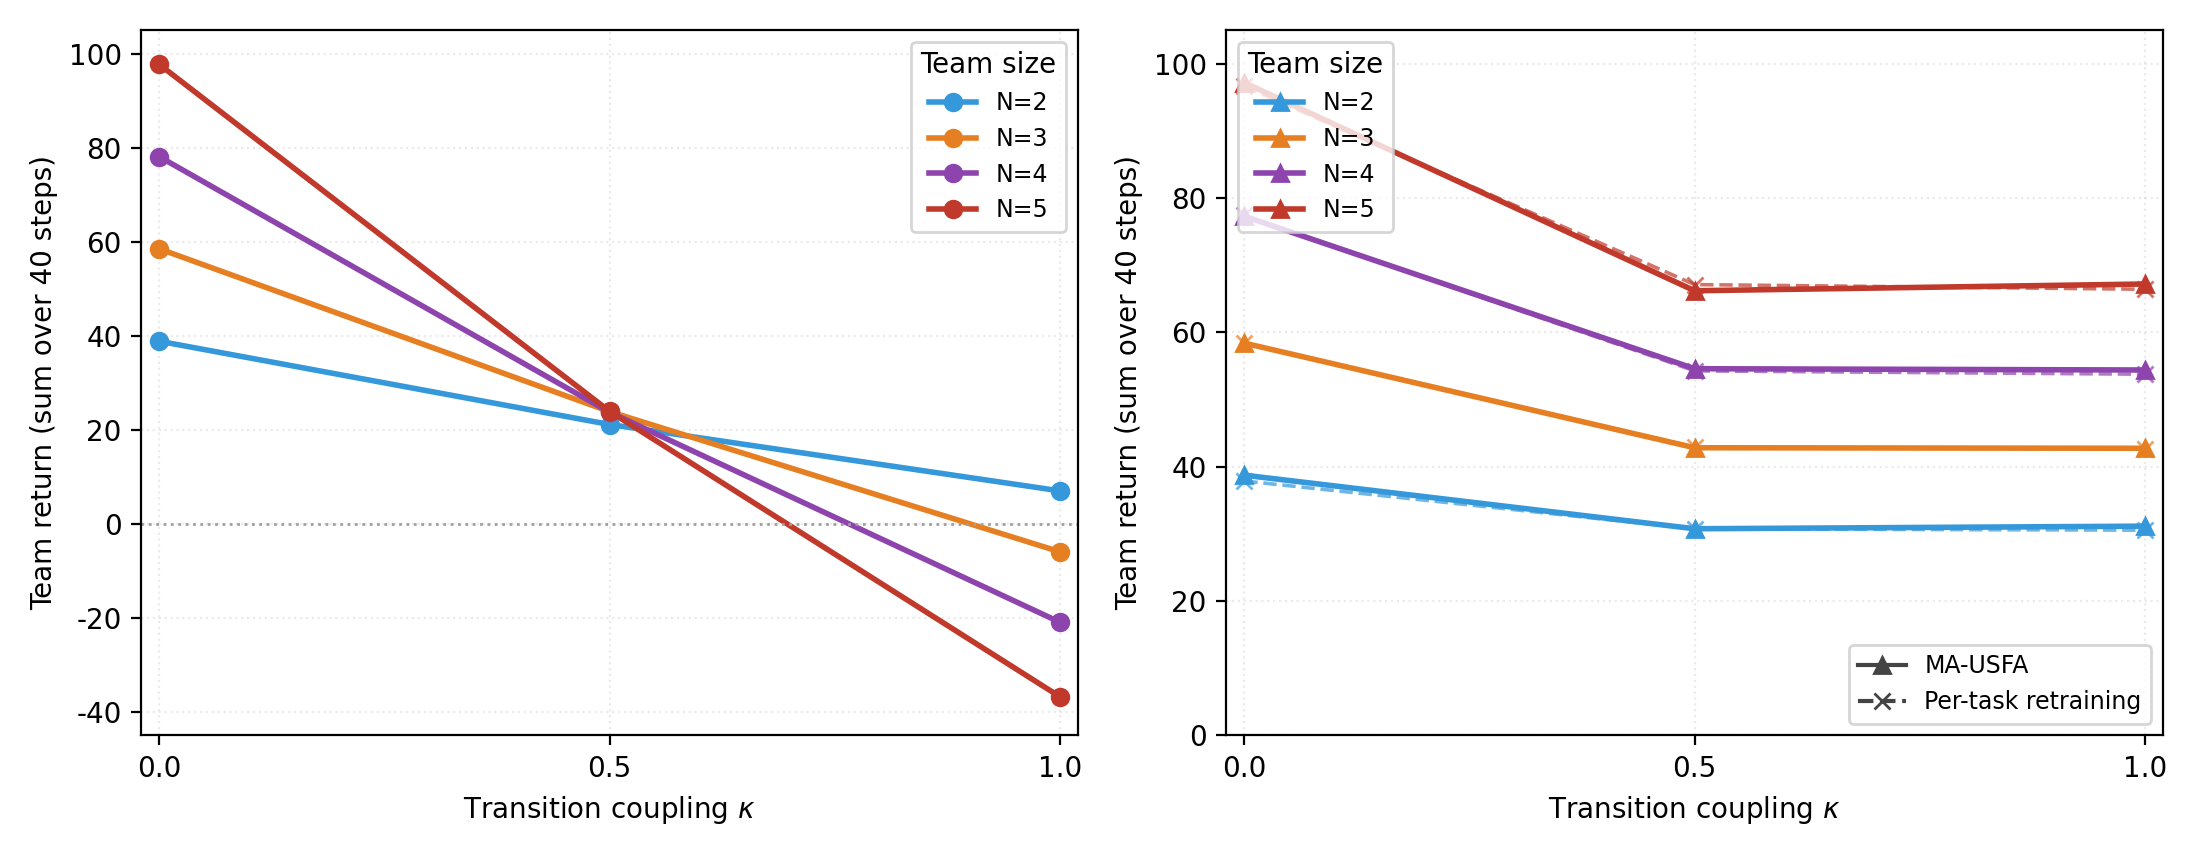 Team return (sum over 40 steps)
100
80
60
40
20
0
-20
-40
0.0
0.5
1.0
Transition coupling κ
Team size
N=2
N=3
N=4
N=5
Team return (sum over 40 steps)
100
80
60
40
20
0
0.0
0.5
1.0
Transition coupling κ
Team size
N=2
N=3
N=4
N=5
MA-USFA
Per-task retraining